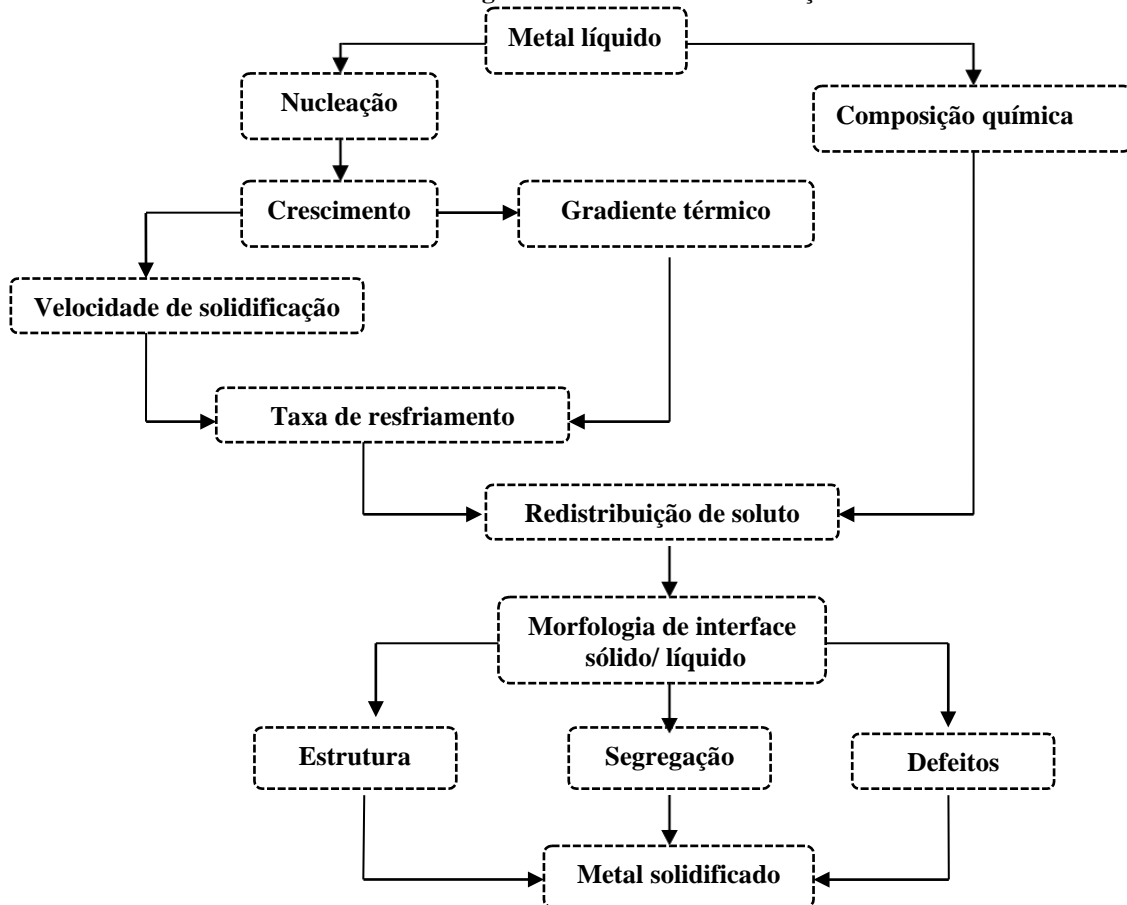 Metal líquido
Nucleação
Composição química
Crescimento
Gradiente térmico
Velocidade de solidificação
Taxa de resfriamento
Redistribuição de soluto
Morfologia de interface
sólido/ líquido
Estrutura
Segregação
Defeitos
Metal solidificado